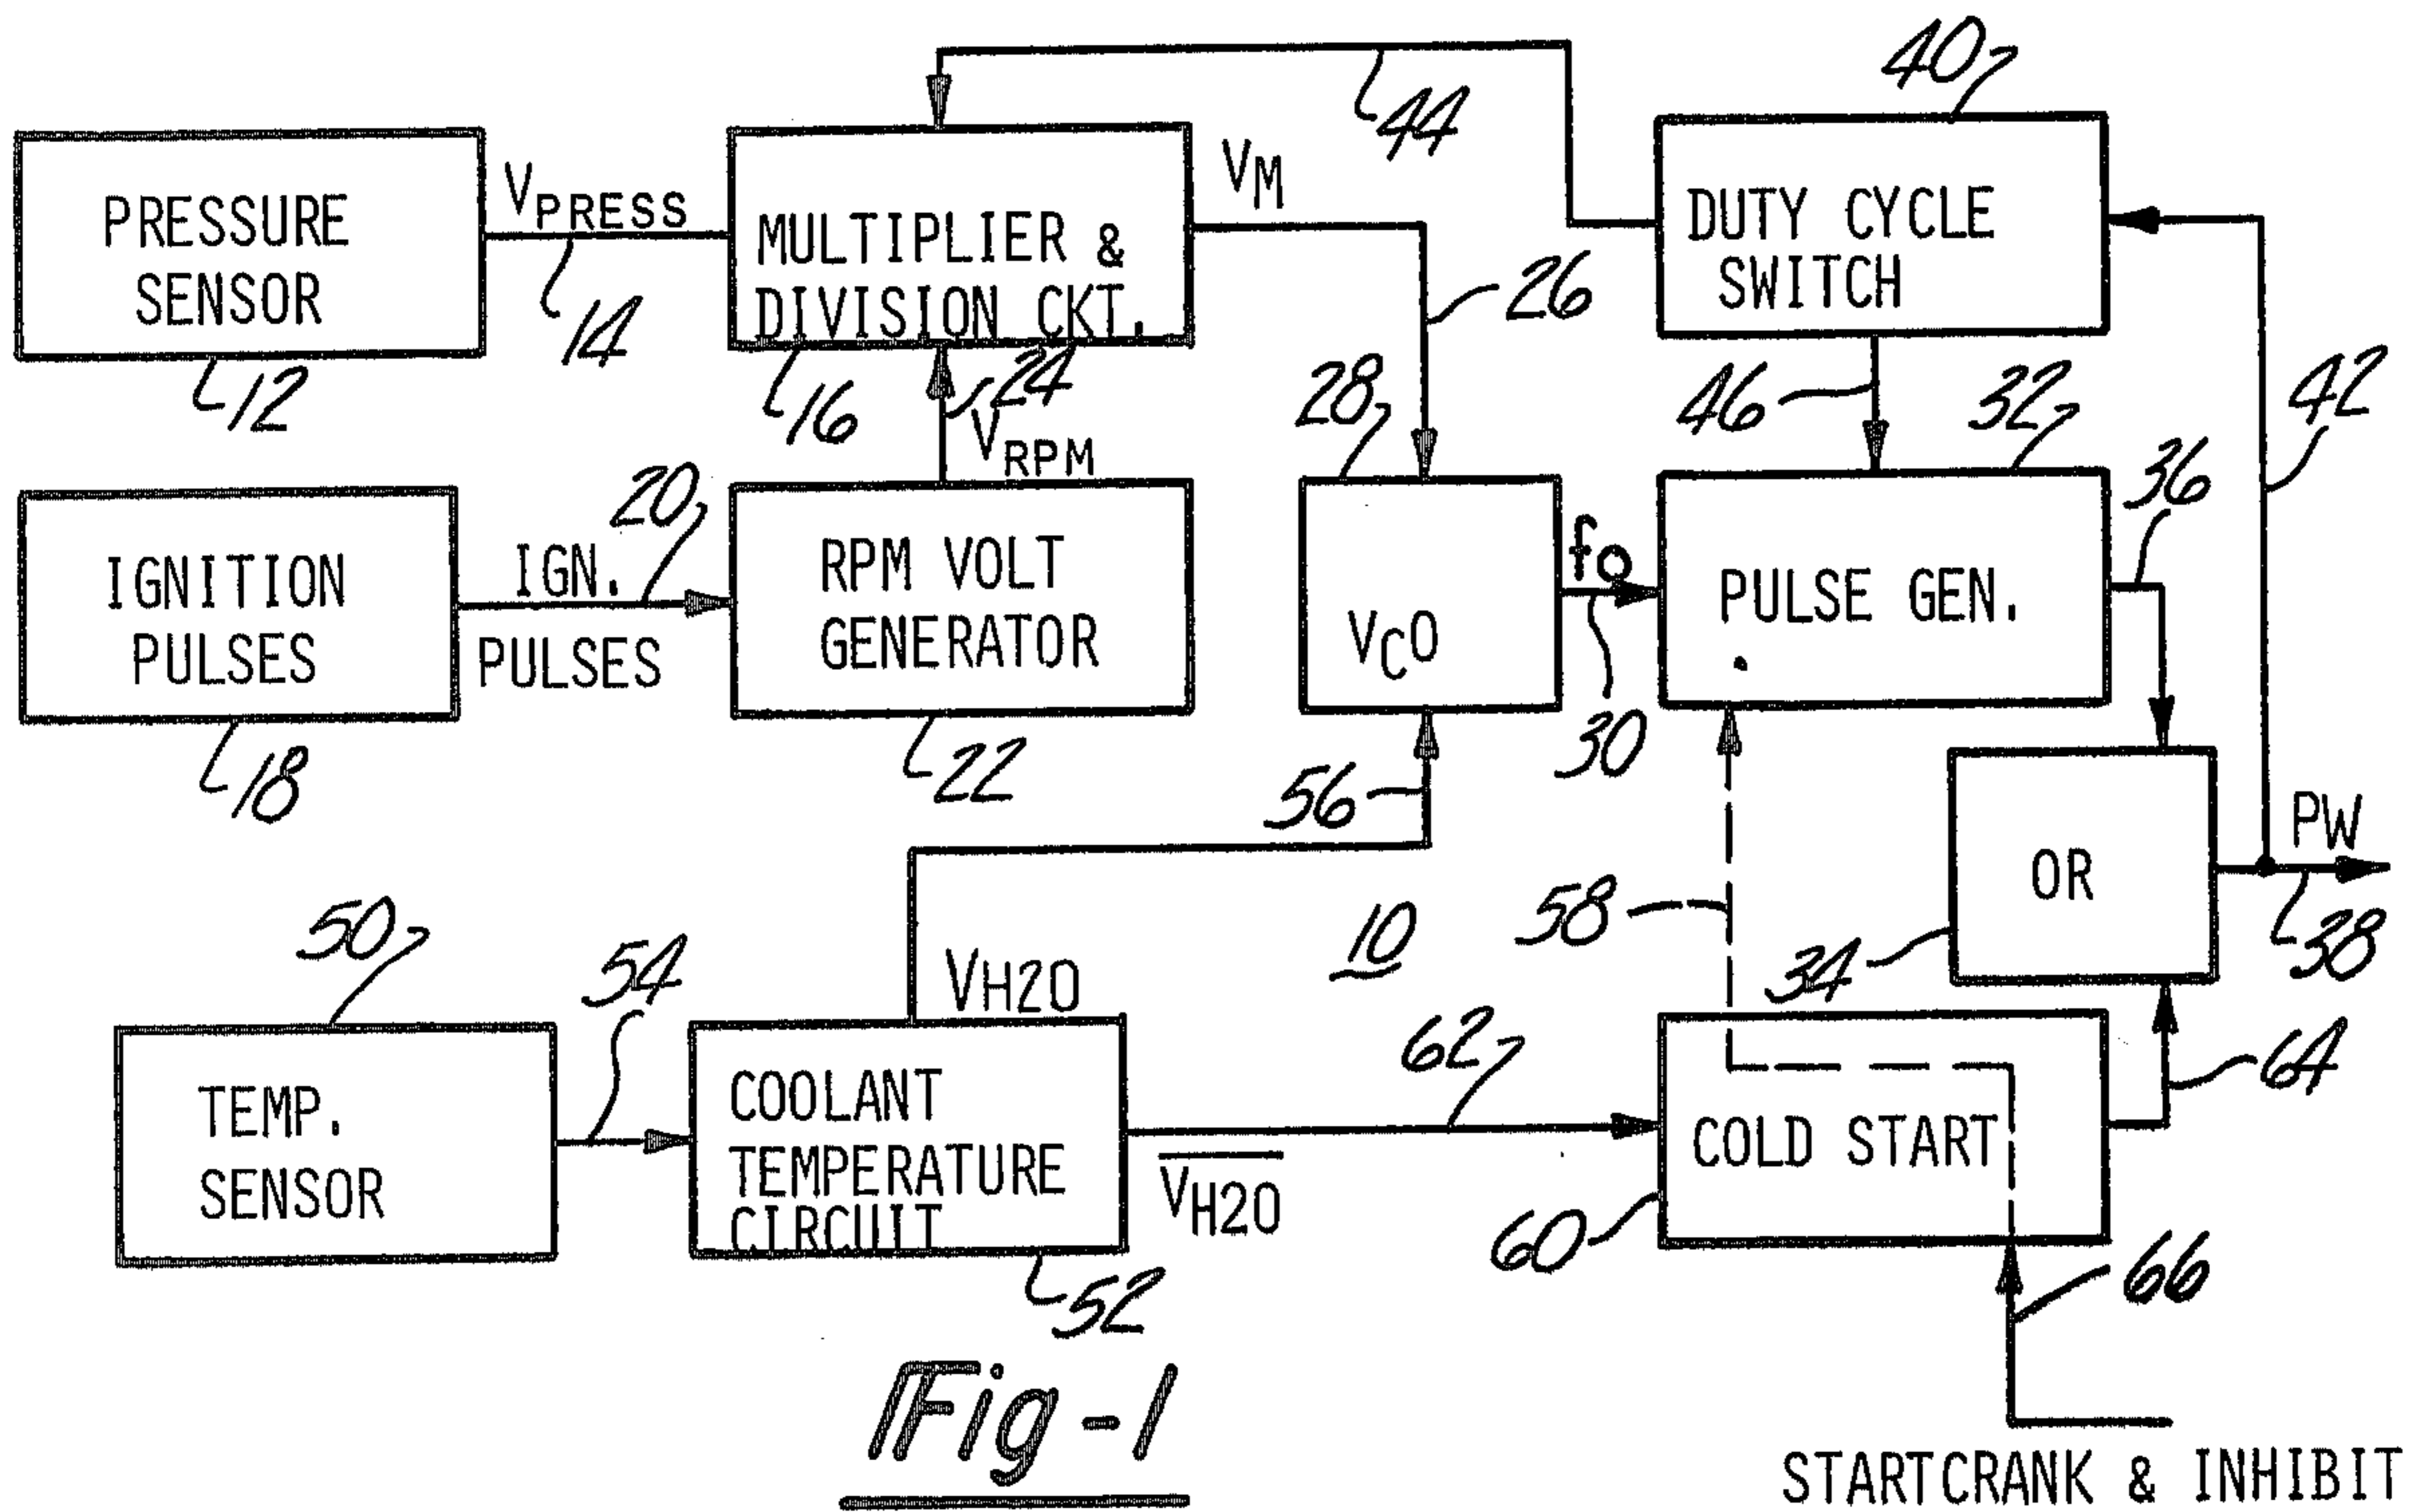 40
44
PRESSURE
SENSOR
VPRESS
14
12
MULTIPLIER &
DIVISION CKT.
16
24
VRPM
VM
26
DUTY CYCLE
SWITCH
46
32
42
28
36
IGNITION
PULSES
18
IGN.
PULSES
20
RPM VOLT
GENERATOR
22
VCO
fo
30
PULSE GEN.
56
OR
34
PW
38
58
10
50
54
VH2O
TEMP.
SENSOR
COOLANT
TEMPERATURE
CIRCUIT
52
62
V̅H̅2̅O̅
COLD START
60
64
66
STARTCRANK & INHIBIT
Fig-1